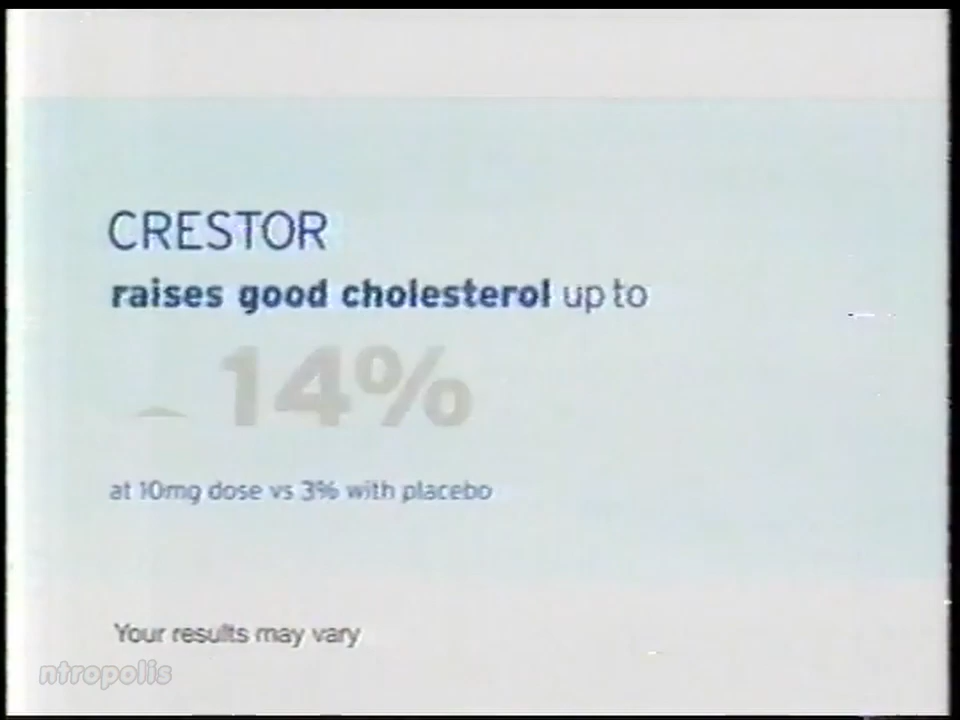 CRESTOR
raises good cholesterol up to
14%
at 10mg dose vs 3% with placebo
Your results may vary
ntropolis